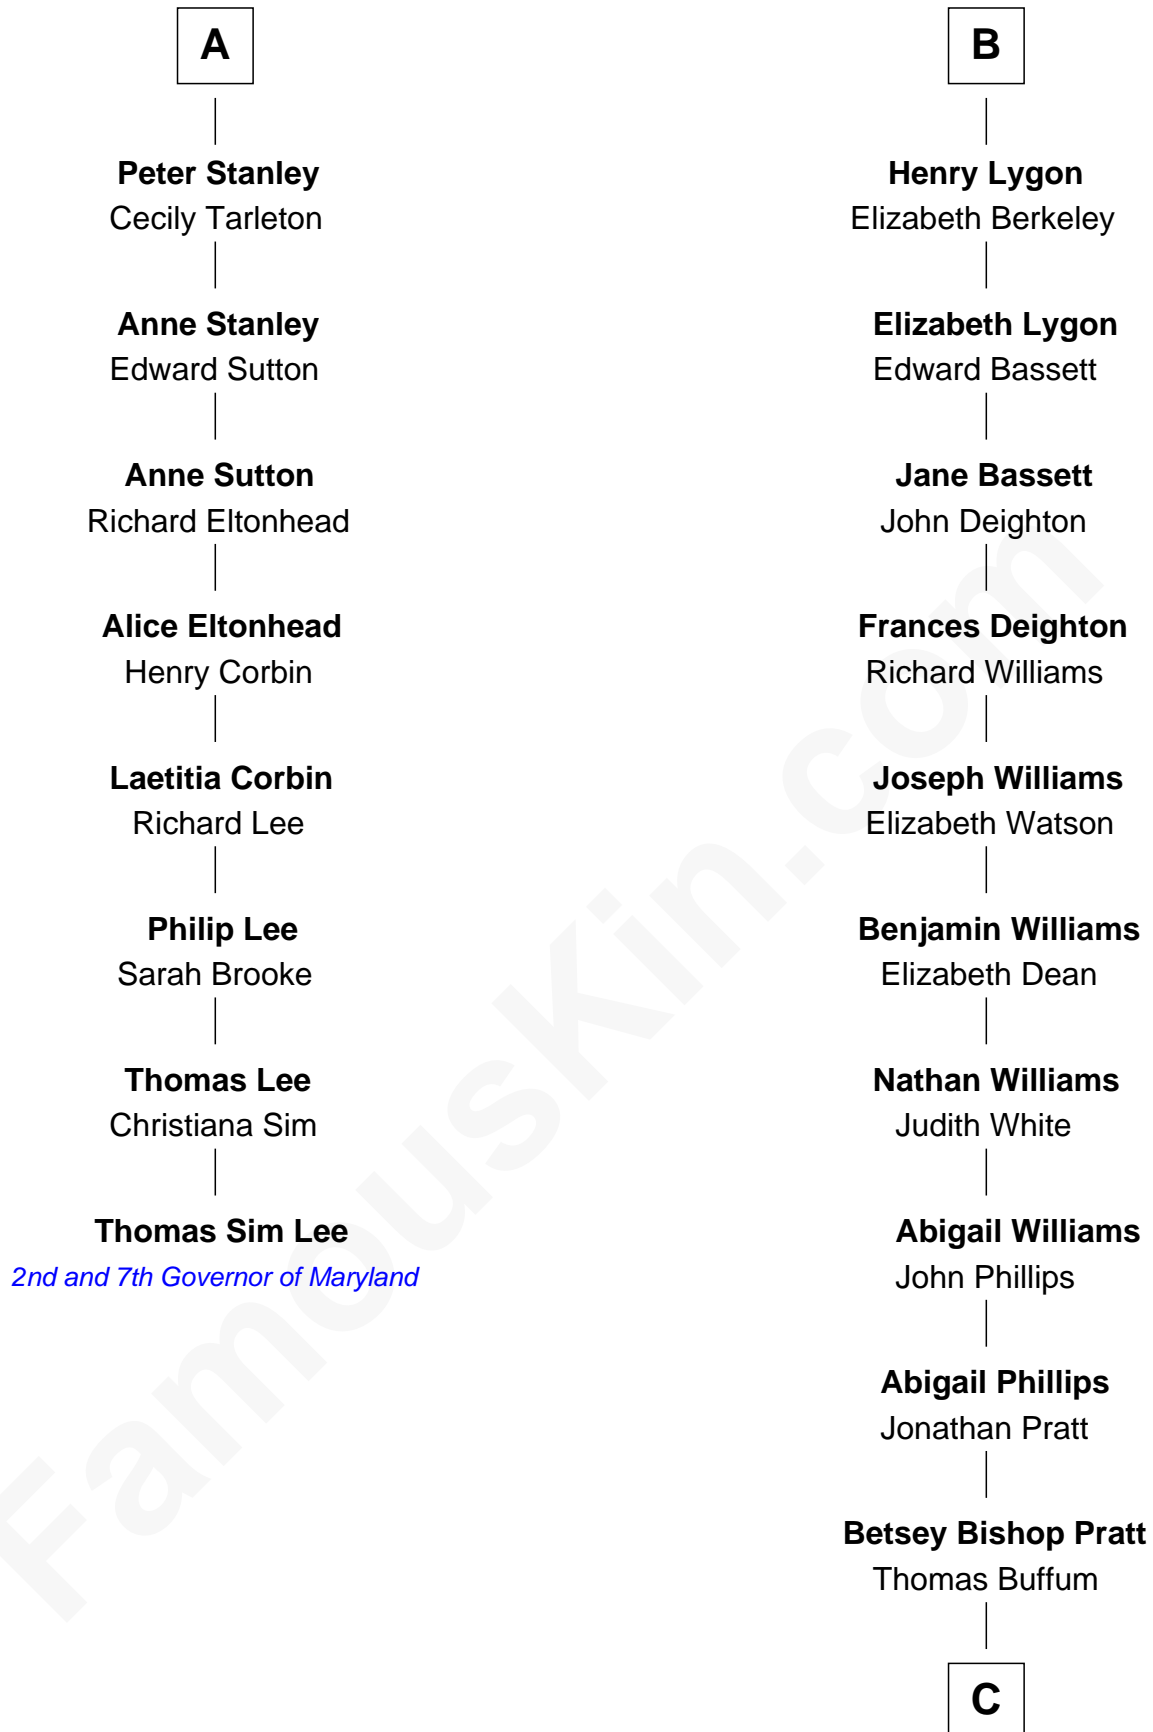 A
Peter Stanley
Cecily Tarleton
Anne Stanley
Edward Sutton
Anne Sutton
Richard Eltonhead
Alice Eltonhead
Henry Corbin
Laetitia Corbin
Richard Lee
Philip Lee
Sarah Brooke
Thomas Lee
Christiana Sim
Thomas Sim Lee
2nd and 7th Governor of Maryland
B
Henry Lygon
Elizabeth Berkeley
Elizabeth Lygon
Edward Bassett
Jane Bassett
John Deighton
Frances Deighton
Richard Williams
Joseph Williams
Elizabeth Watson
Benjamin Williams
Elizabeth Dean
Nathan Williams
Judith White
Abigail Williams
John Phillips
Abigail Phillips
Jonathan Pratt
Betsey Bishop Pratt
Thomas Buffum
C
FamousKin.com